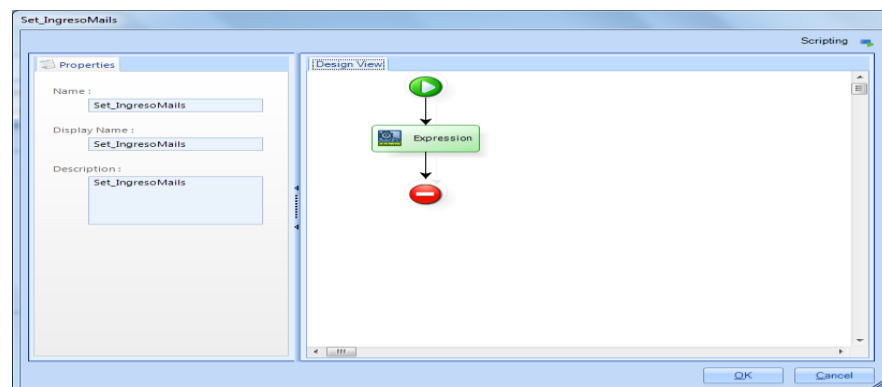 Set_IngresoMails
Scripting
Properties
Name :
Set_IngresoMails
Display Name :
Set_IngresoMails
Description :
Set_IngresoMails
Design View
Expression
OK
Cancel